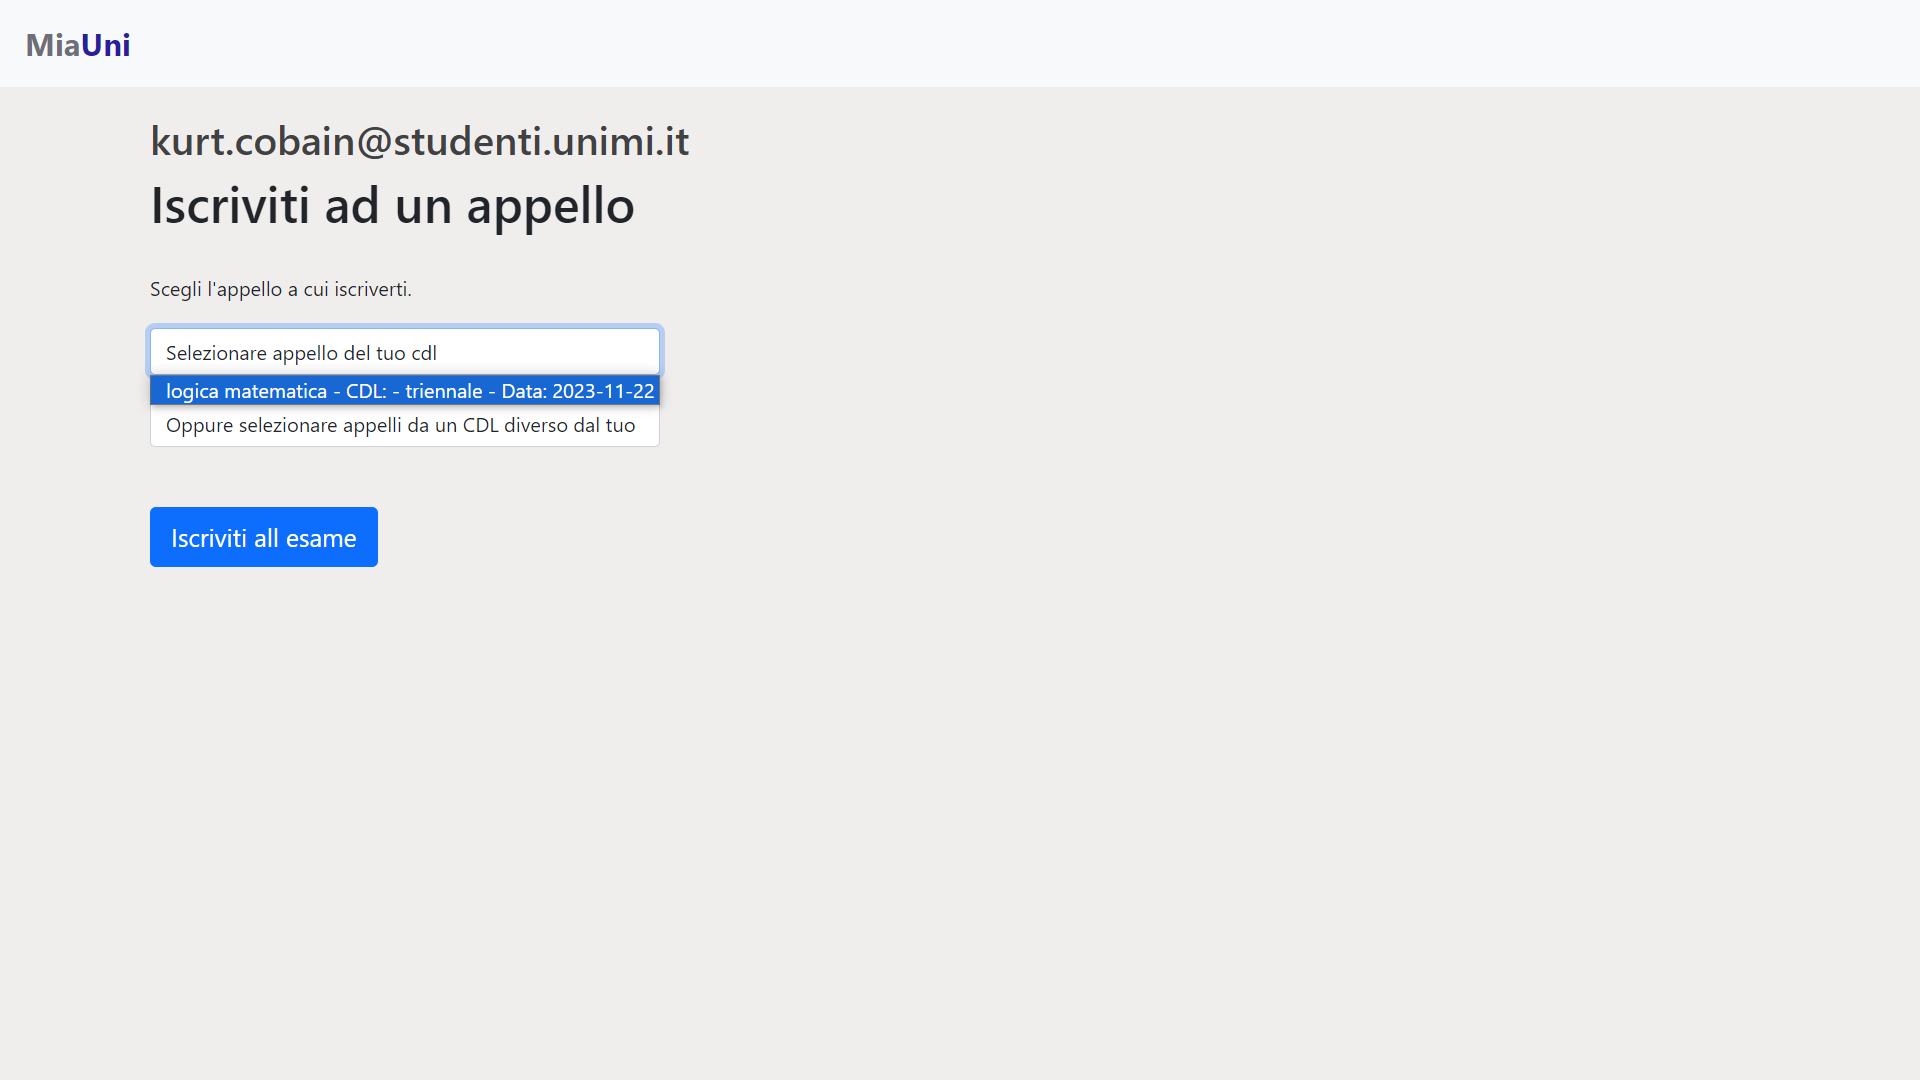 MiaUni
kurt.cobain@studenti.unimi.it
Iscriviti ad un appello
Scegli l'appello a cui iscriverti.
Selezionare appello del tuo cdl
logica matematica - CDL: - triennale - Data: 2023-11-22
Oppure selezionare appelli da un CDL diverso dal tuo
Iscriviti all esame